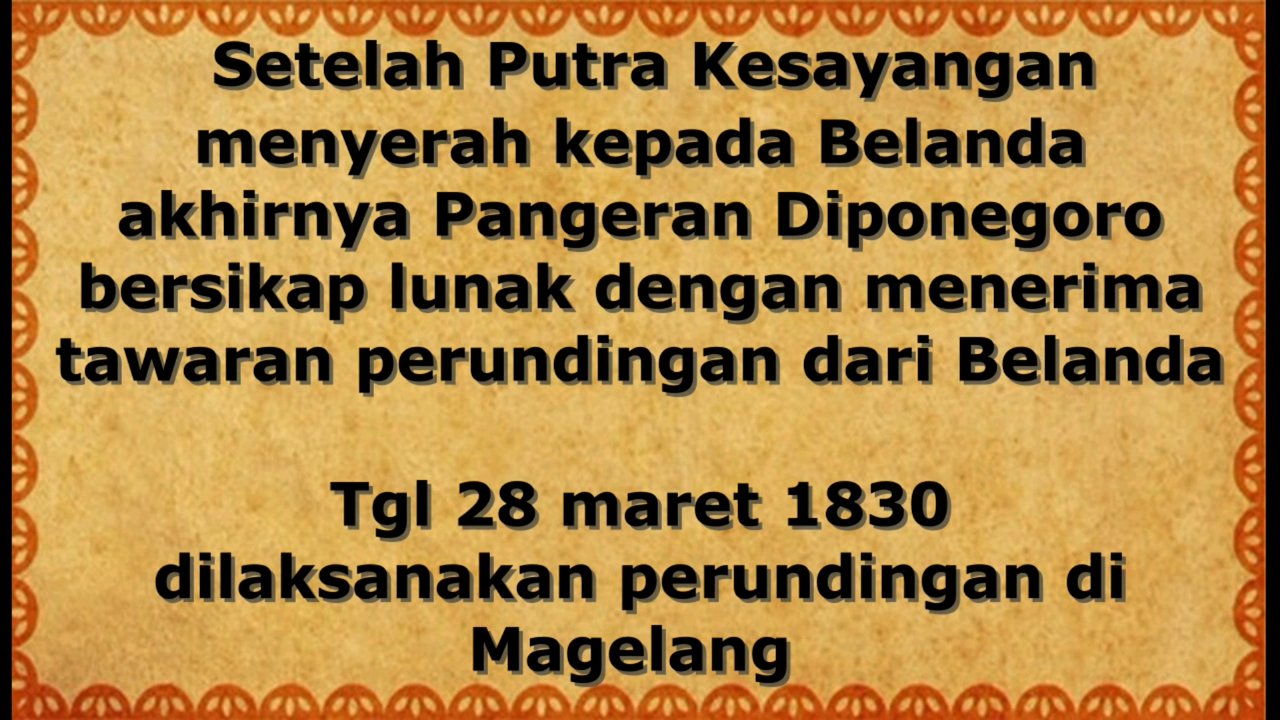 Setelah Putra Kesayangan
menyerah kepada Belanda
akhirnya Pangeran Diponegoro
bersikap lunak dengan menerima
tawaran perundingan dari Belanda
Tgl 28 maret 1830
dilaksanakan perundingan di
Magelang